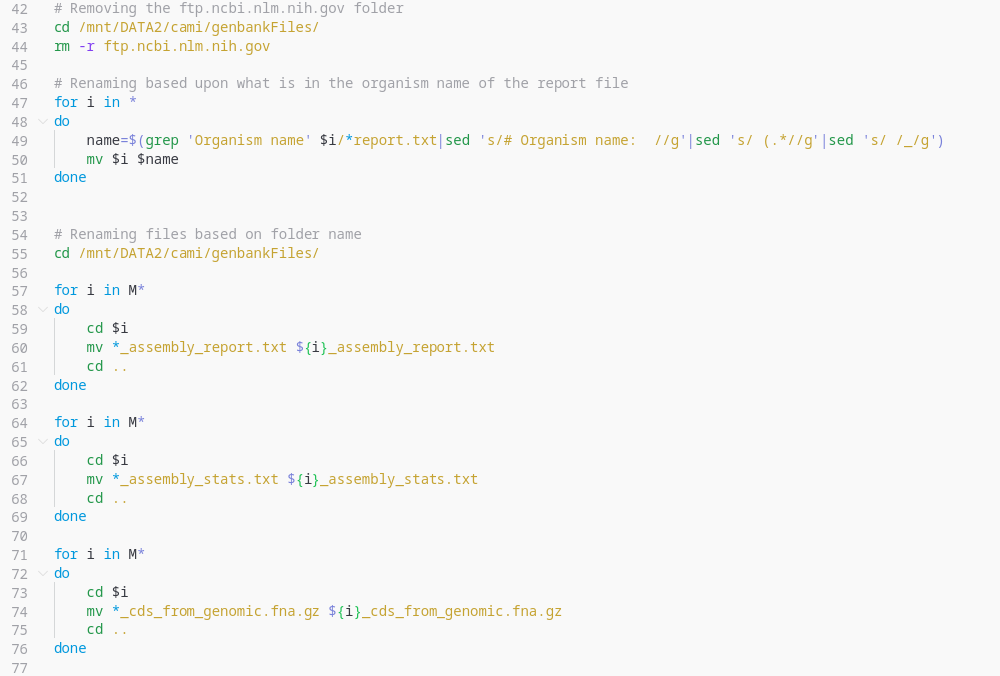 42 # Removing the ftp.ncbi.nlm.nih.gov folder
43 cd /mnt/DATA2/cami/genbankFiles/
44 rm -r ftp.ncbi.nlm.nih.gov
45
46 # Renaming based upon what is in the organism name of the report file
47 for i in *
48 do
49     name=$(grep 'Organism name' $i/*report.txt|sed 's/# Organism name:  //g'|sed 's/ (.*//g'|sed 's/ /_/g')
50     mv $i $name
51 done
52
53
54 # Renaming files based on folder name
55 cd /mnt/DATA2/cami/genbankFiles/
56
57 for i in M*
58 do
59     cd $i
60     mv *_assembly_report.txt ${i}_assembly_report.txt
61     cd ..
62 done
63
64 for i in M*
65 do
66     cd $i
67     mv *_assembly_stats.txt ${i}_assembly_stats.txt
68     cd ..
69 done
70
71 for i in M*
72 do
73     cd $i
74     mv *_cds_from_genomic.fna.gz ${i}_cds_from_genomic.fna.gz
75     cd ..
76 done
77